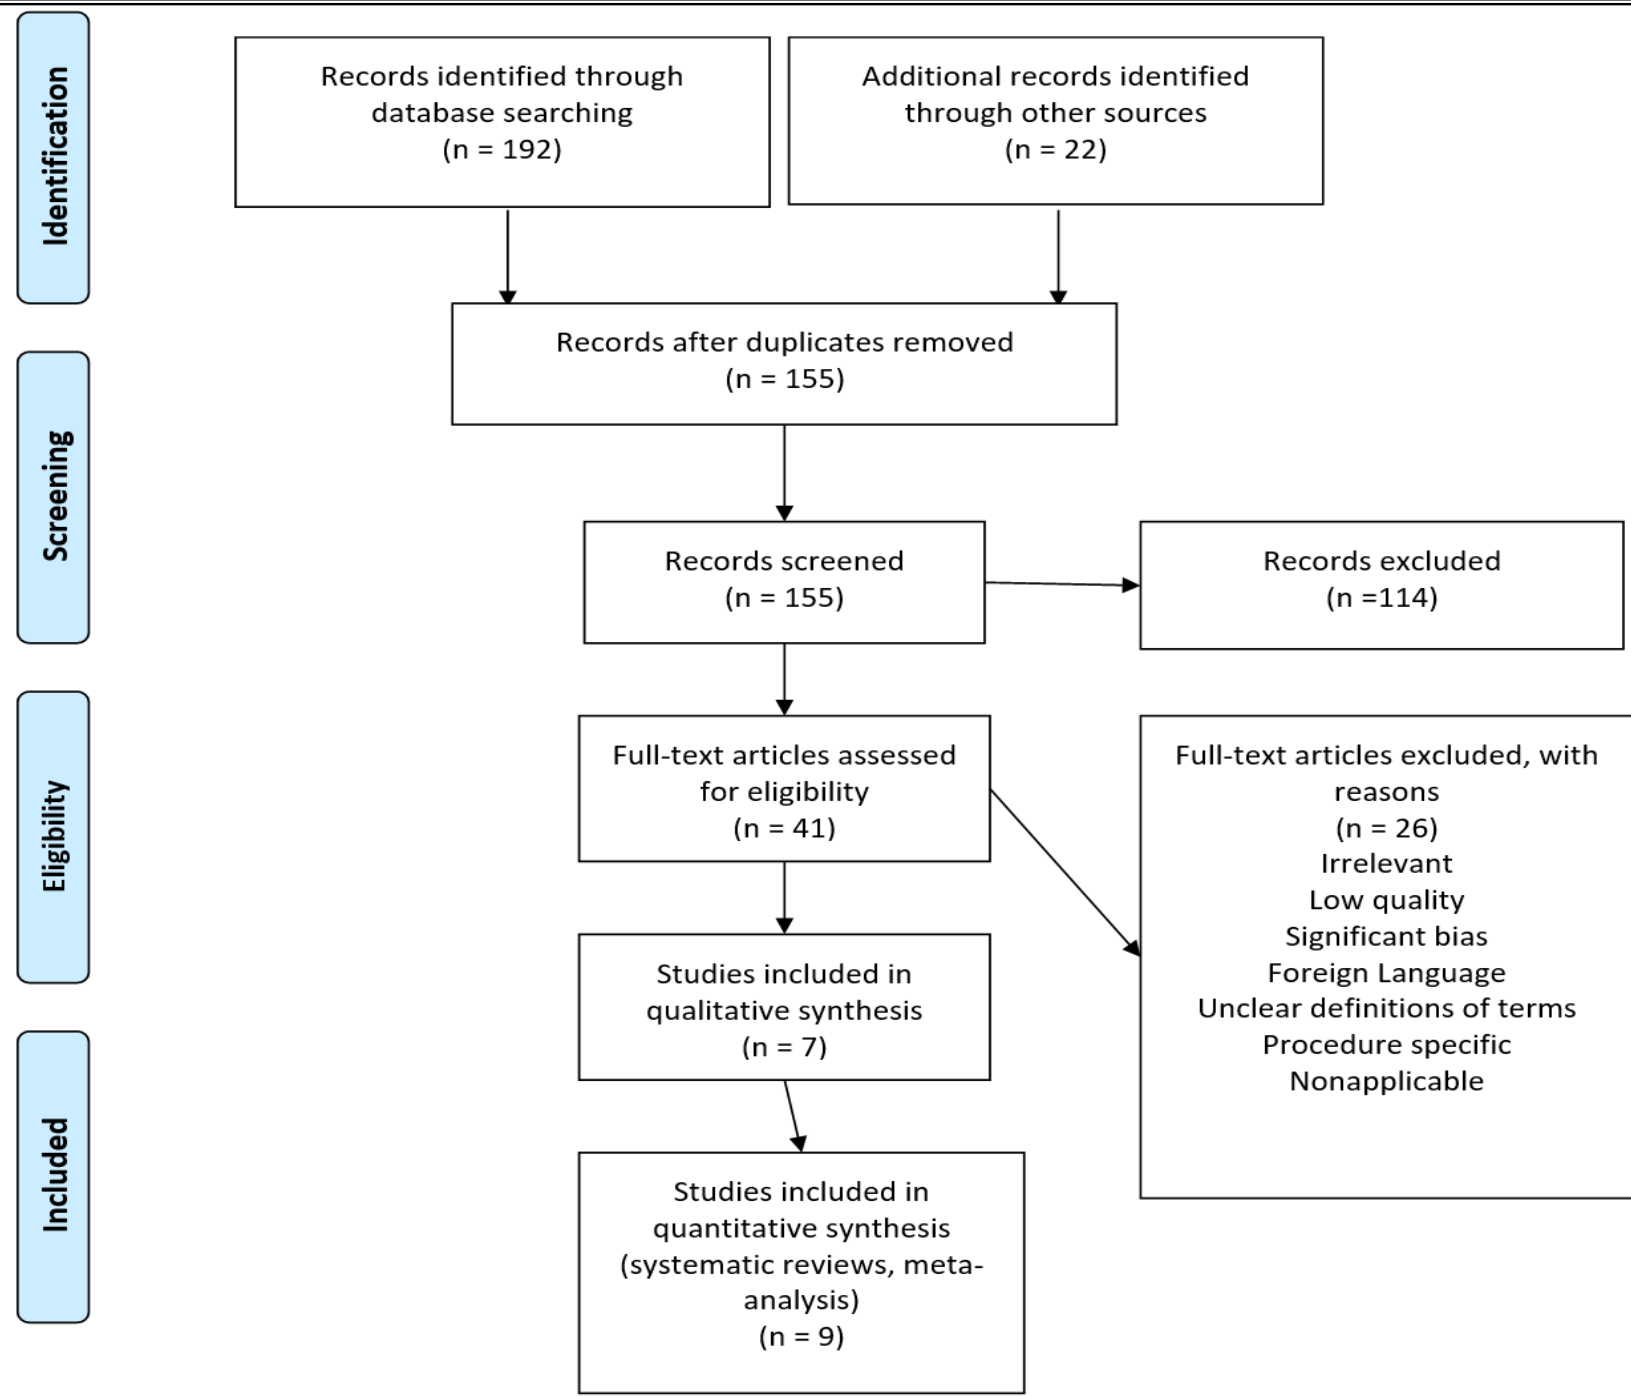 Identification
Records identified through
database searching
(n = 192)
Additional records identified
through other sources
(n = 22)
Records after duplicates removed
(n = 155)
Screening
Records screened
(n = 155)
Records excluded
(n =114)
Eligibility
Full-text articles assessed
for eligibility
(n = 41)
Full-text articles excluded, with
reasons
(n = 26)
Irrelevant
Low quality
Significant bias
Foreign Language
Unclear definitions of terms
Procedure specific
Nonapplicable
Studies included in
qualitative synthesis
(n = 7)
Included
Studies included in
quantitative synthesis
(systematic reviews, meta-
analysis)
(n = 9)